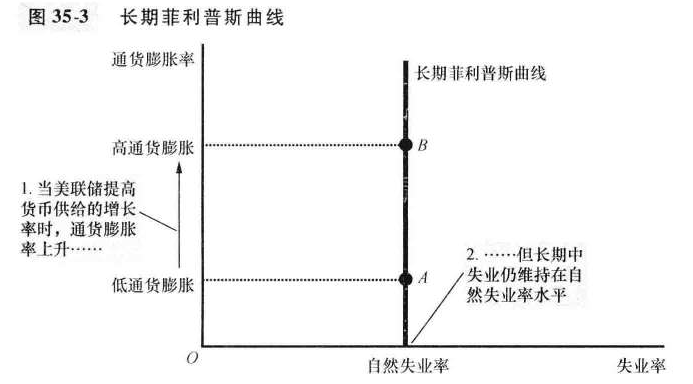 图 35-3 长期菲利普斯曲线
通货膨胀率
长期菲利普斯曲线
高通货膨胀
B
1. 当美联储提高
货币供给的增长
率时，通货膨胀
率上升……
2. ……但长期中
失业仍维持在自
然失业率水平
低通货膨胀
A
O
自然失业率
失业率